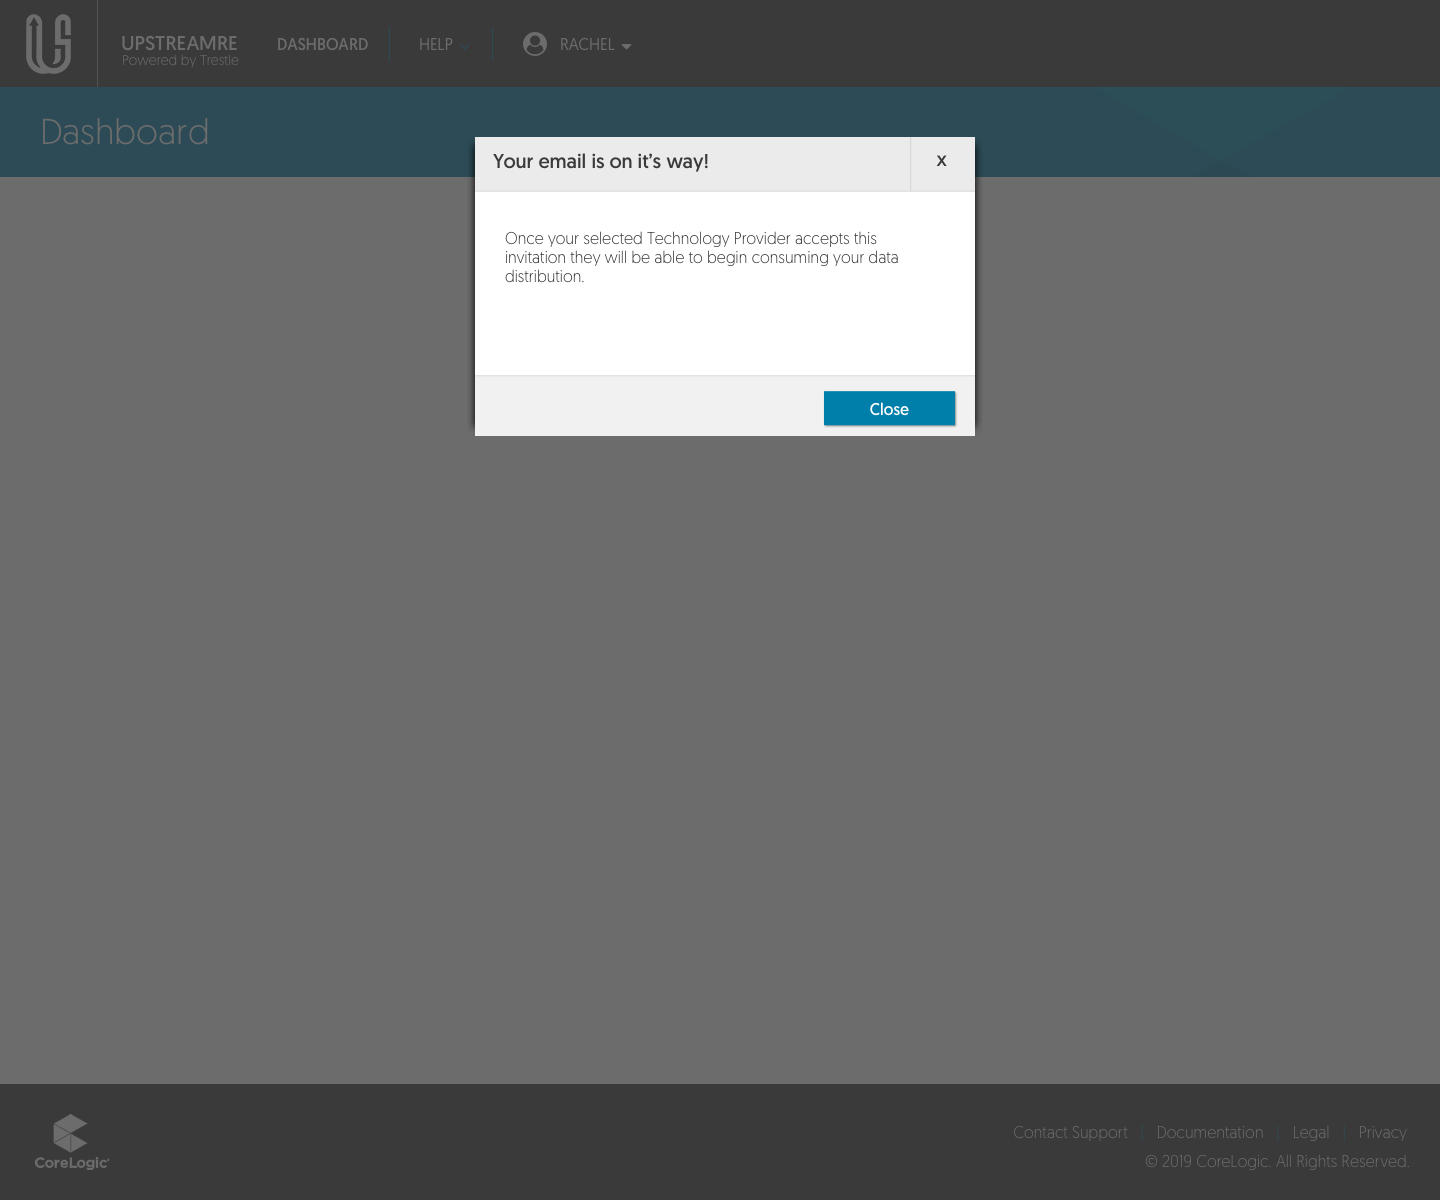 UPSTREAMRE
Powered by Trestle
DASHBOARD
HELP
RACHEL
Dashboard
Your email is on it’s way!
X
Once your selected Technology Provider accepts this
invitation they will be able to begin consuming your data
distribution.
Close
CoreLogic®
Contact Support | Documentation | Legal | Privacy
© 2019 CoreLogic. All Rights Reserved.